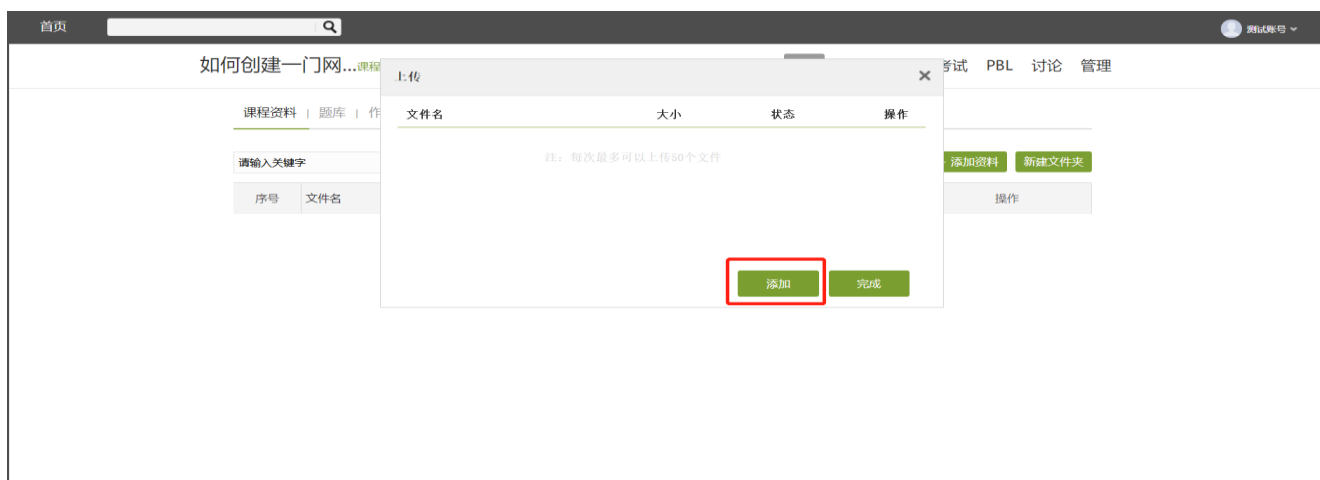 首页
测试账号
如何创建一门网...课程
考试 PBL 讨论 管理
上传
课程资料 | 题库 | 作
文件名 大小 状态 操作
注：每次最多可以上传50个文件
请输入关键字
添加资料 新建文件夹
序号 文件名 操作
添加 完成